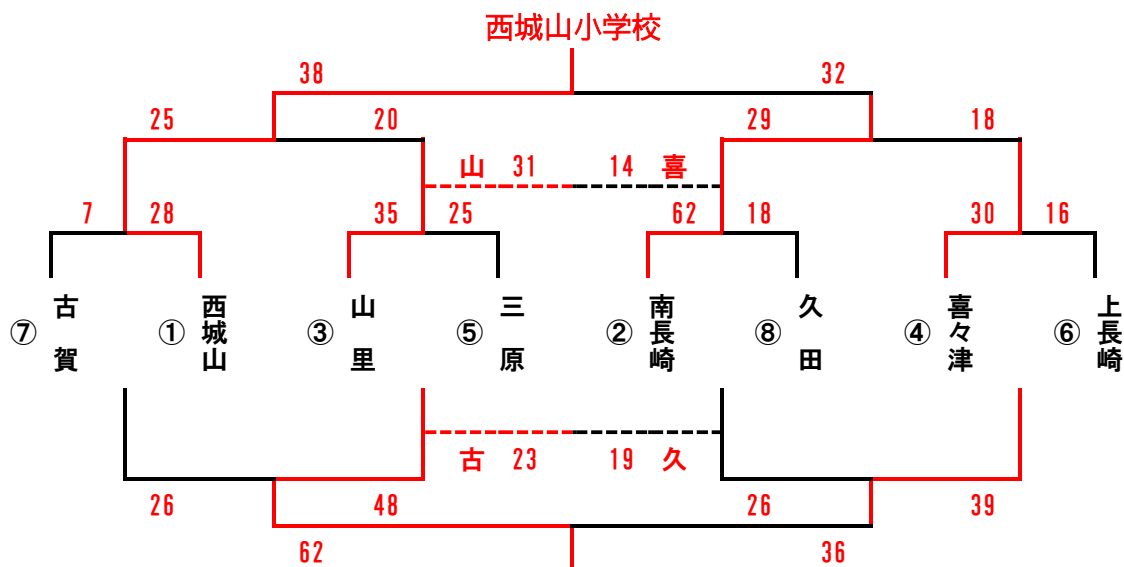 西城山小学校
38 32
25 20 29 18
山 31 14 喜
7 28 35 25 62 18 30 16
⑦ 古賀
① 西城山
③ 山里
⑤ 三原
② 南長崎
⑧ 久田
④ 喜々津
⑥ 上長崎
古 23 19 久
26 48 26 39
62 36